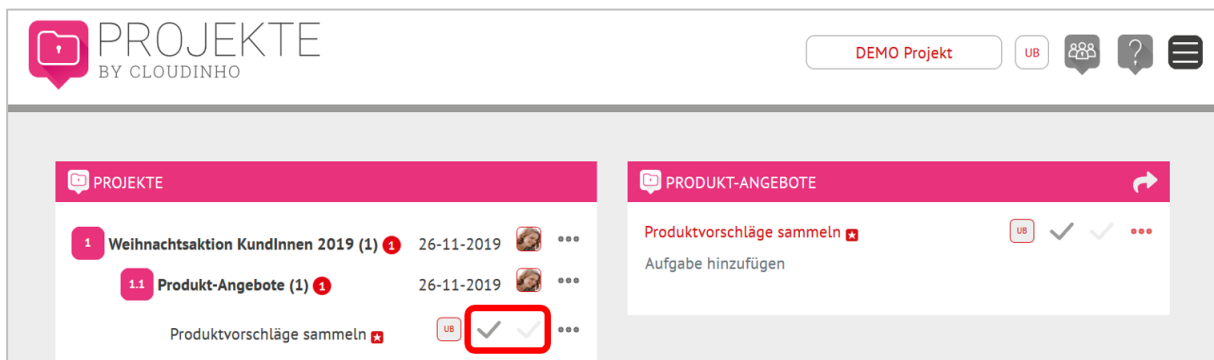 PROJEKTE
BY CLOUDINHO
DEMO Projekt
UB
?
PROJEKTE
1 Weihnachtsaktion KundInnen 2019 (1) 1 26-11-2019
1.1 Produkt-Angebote (1) 1 26-11-2019
Produktvorschläge sammeln UB
PRODUKT-ANGEBOTE
Produktvorschläge sammeln UB
Aufgabe hinzufügen